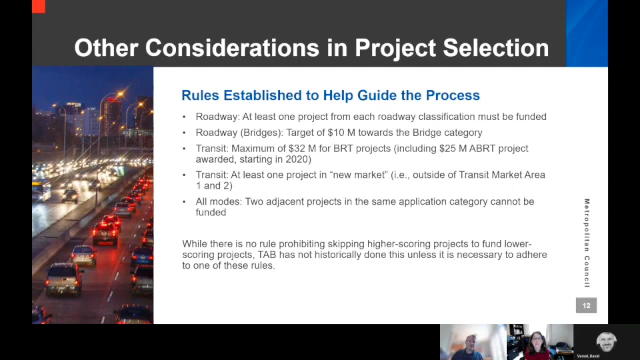 Other Considerations in Project Selection
Rules Established to Help Guide the Process
• Roadway: At least one project from each roadway classification must be funded
• Roadway (Bridges): Target of $10 M towards the Bridge category
• Transit: Maximum of $32 M for BRT projects (including $25 M ABRT project
awarded, starting in 2020)
• Transit: At least one project in “new market” (i.e., outside of Transit Market Area
1 and 2)
• All modes: Two adjacent projects in the same application category cannot be
funded
While there is no rule prohibiting skipping higher-scoring projects to fund lower-
scoring projects, TAB has not historically done this unless it is necessary to adhere
to one of these rules.
Metropolitan Council
12